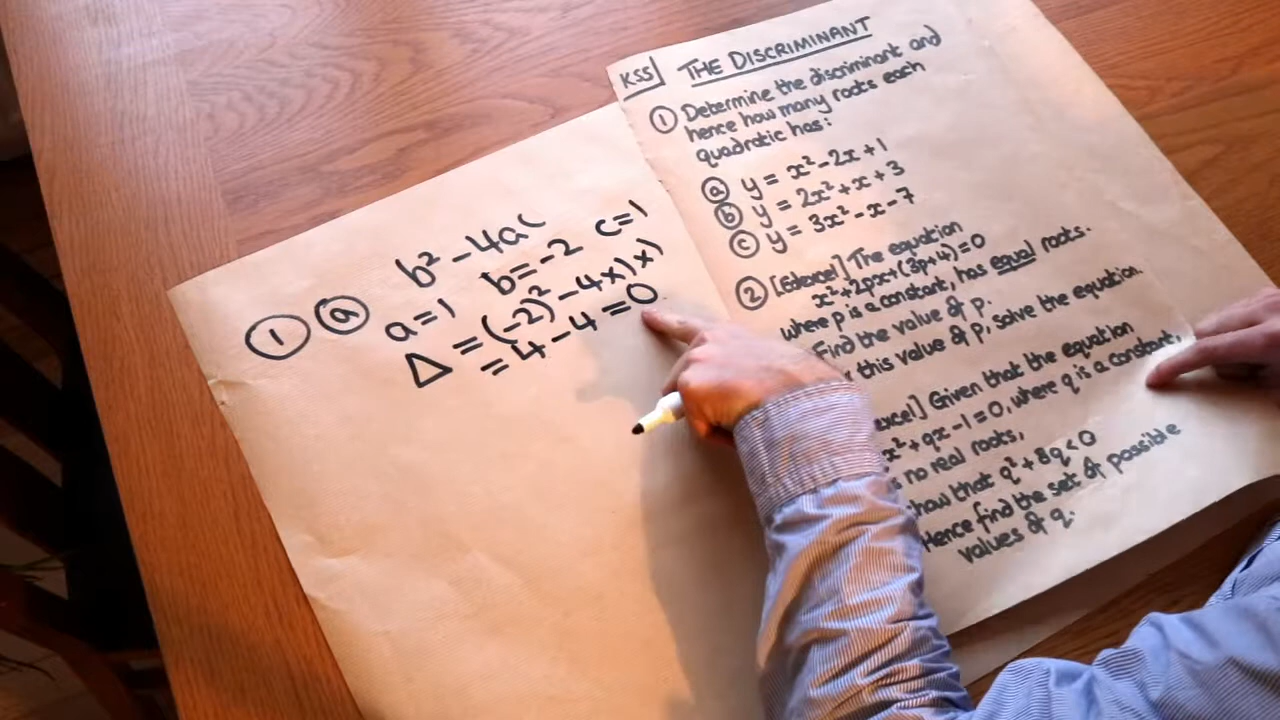 ① ⓐ b² - 4ac
a=1 b=-2 c=1
Δ = (-2)² - 4×1×1
= 4-4 = 0
KSS THE DISCRIMINANT
① Determine the discriminant and
hence how many roots each
quadratic has:
ⓐ y = x² - 2x + 1
ⓑ y = 2x² + x + 3
ⓒ y = 3x² - x - 7
② [Edexcel] The equation
x² + 2px + (3p+4) = 0
where p is a constant, has equal roots.
Find the value of p.
this value of p, solve the equation.
Given that the equation
x² + qx - 1 = 0, where q is a constant,
no real roots,
that q² + 8q < 0
Hence find the set of possible
values of q.